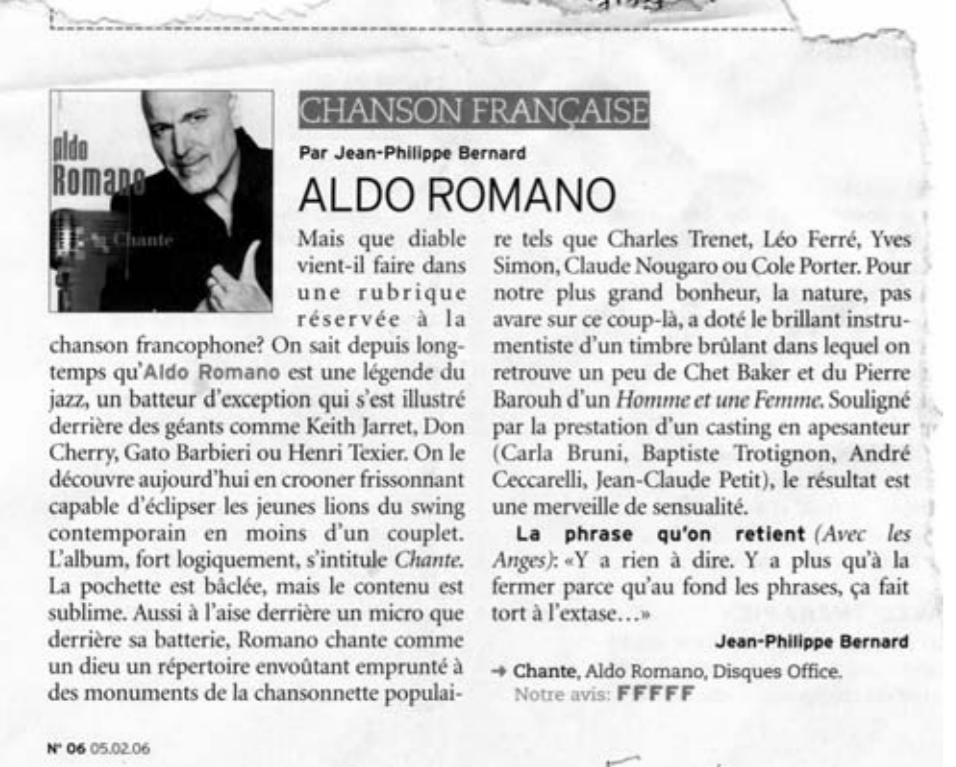 aldo
Romano
Chante
CHANSON FRANÇAISE
Par Jean-Philippe Bernard
ALDO ROMANO
Mais que diable
vient-il faire dans
une rubrique
réservée à la
chanson francophone? On sait depuis long-
temps qu'Aldo Romano est une légende du
jazz, un batteur d'exception qui s'est illustré
derrière des géants comme Keith Jarret, Don
Cherry, Gato Barbieri ou Henri Texier. On le
découvre aujourd'hui en crooner frissonnant
capable d'éclipser les jeunes lions du swing
contemporain en moins d'un couplet.
L'album, fort logiquement, s'intitule Chante.
La pochette est bâclée, mais le contenu est
sublime. Aussi à l'aise derrière un micro que
derrière sa batterie, Romano chante comme
un dieu un répertoire envoûtant emprunté à
des monuments de la chansonnette populai-
re tels que Charles Trenet, Léo Ferré, Yves
Simon, Claude Nougaro ou Cole Porter. Pour
notre plus grand bonheur, la nature, pas
avare sur ce coup-là, a doté le brillant instru-
mentiste d'un timbre brûlant dans lequel on
retrouve un peu de Chet Baker et du Pierre
Barouh d'un Homme et une Femme. Souligné
par la prestation d'un casting en apesanteur
(Carla Bruni, Baptiste Trotignon, André
Ceccarelli, Jean-Claude Petit), le résultat est
une merveille de sensualité.
La phrase qu'on retient (Avec les
Anges): «Y a rien à dire. Y a plus qu'à la
fermer parce qu'au fond les phrases, ça fait
tort à l'extase...»
Jean-Philippe Bernard
→ Chante, Aldo Romano, Disques Office.
Notre avis: FFFFF
N° 06 05.02.06